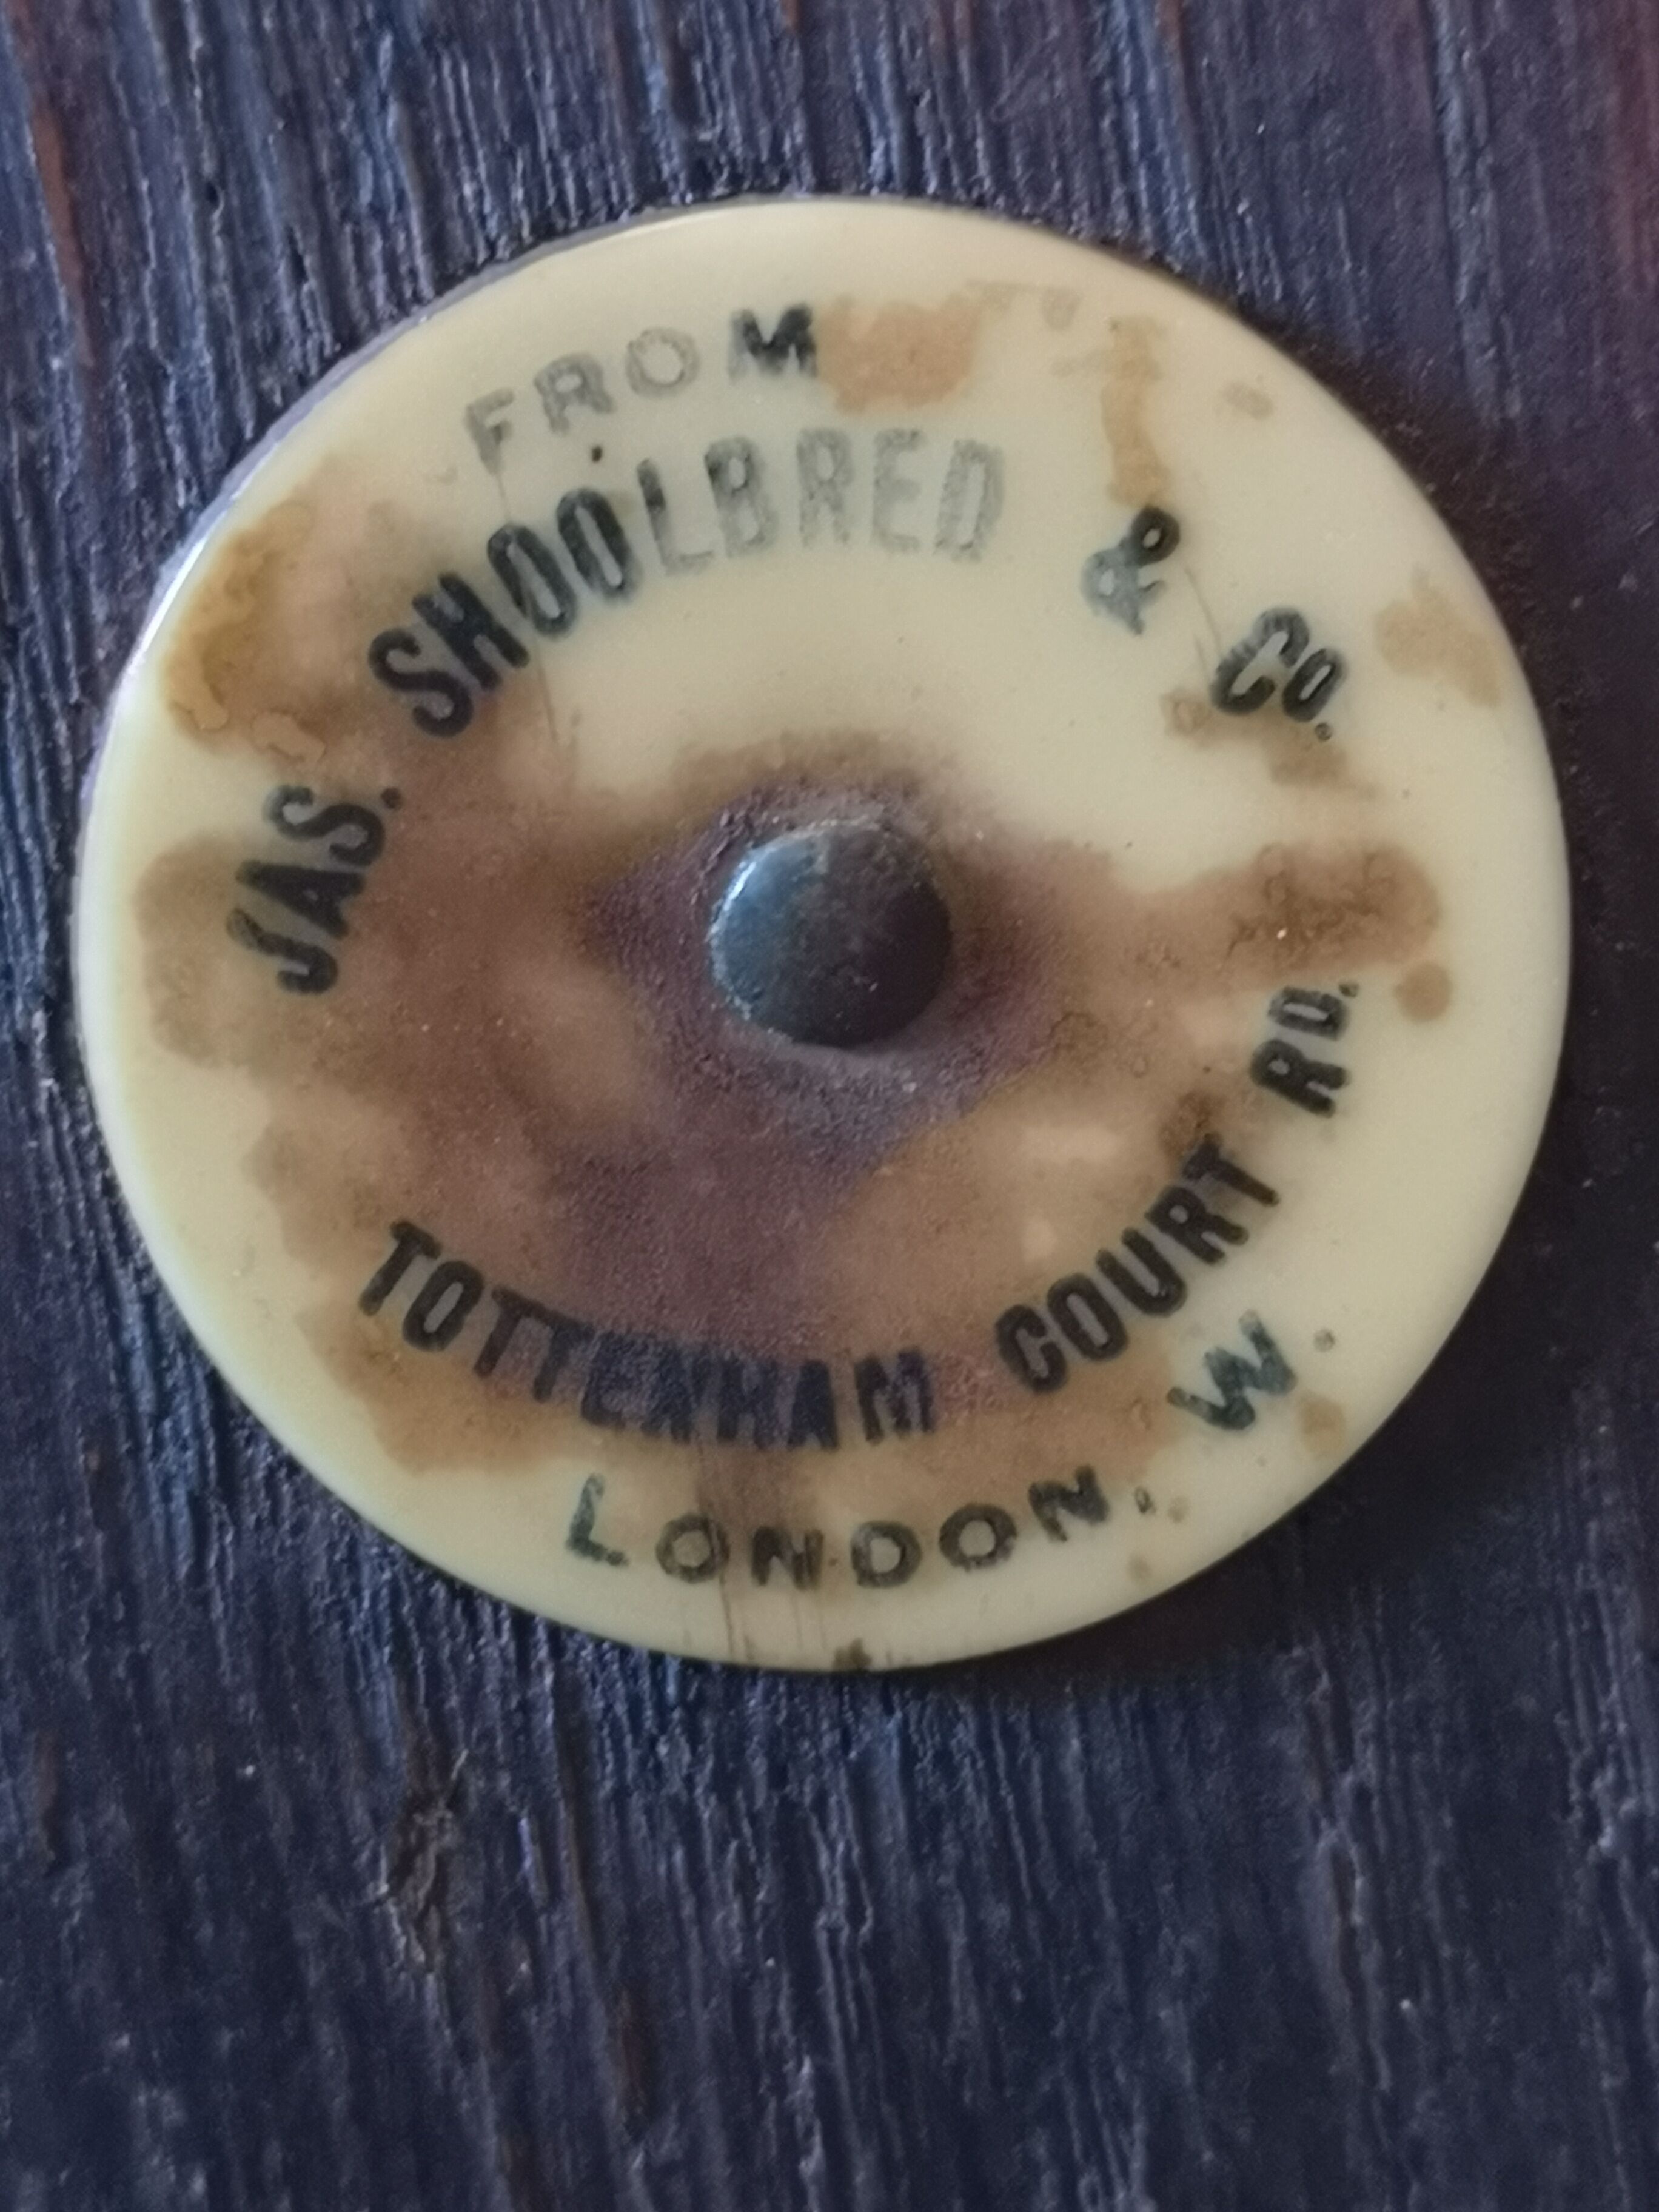 FROM
JAS. SHOOLBRED & Co.
TOTTENHAM COURT RD.
LONDON, W.